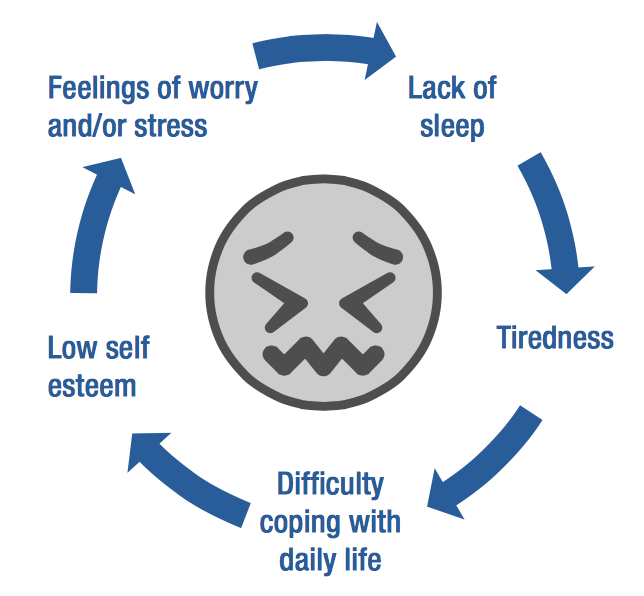 Feelings of worry
and/or stress
Lack of
sleep
Tiredness
Difficulty
coping with
daily life
Low self
esteem